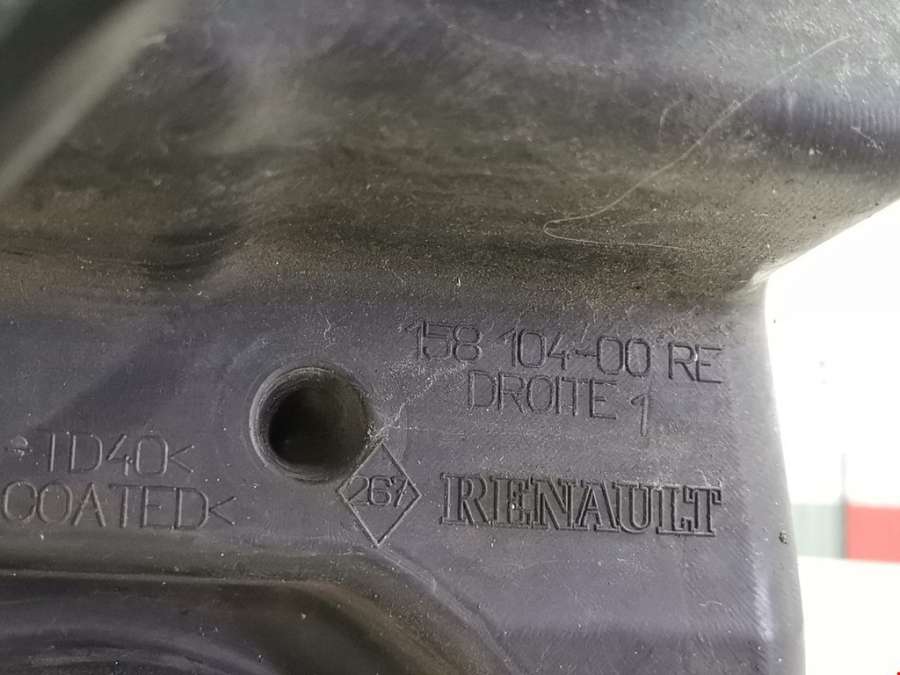 158 104-00 RE
DROITE 1
TD40<
COATED<
267
RENAULT